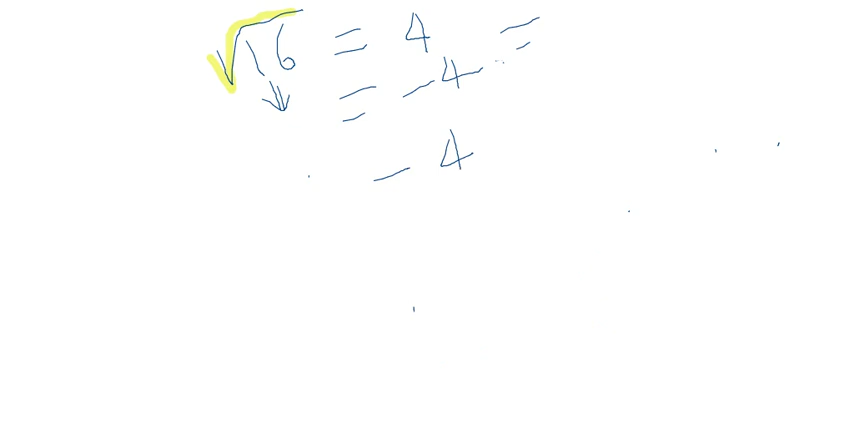 √16 = 4 =
↓ = -4
- 4